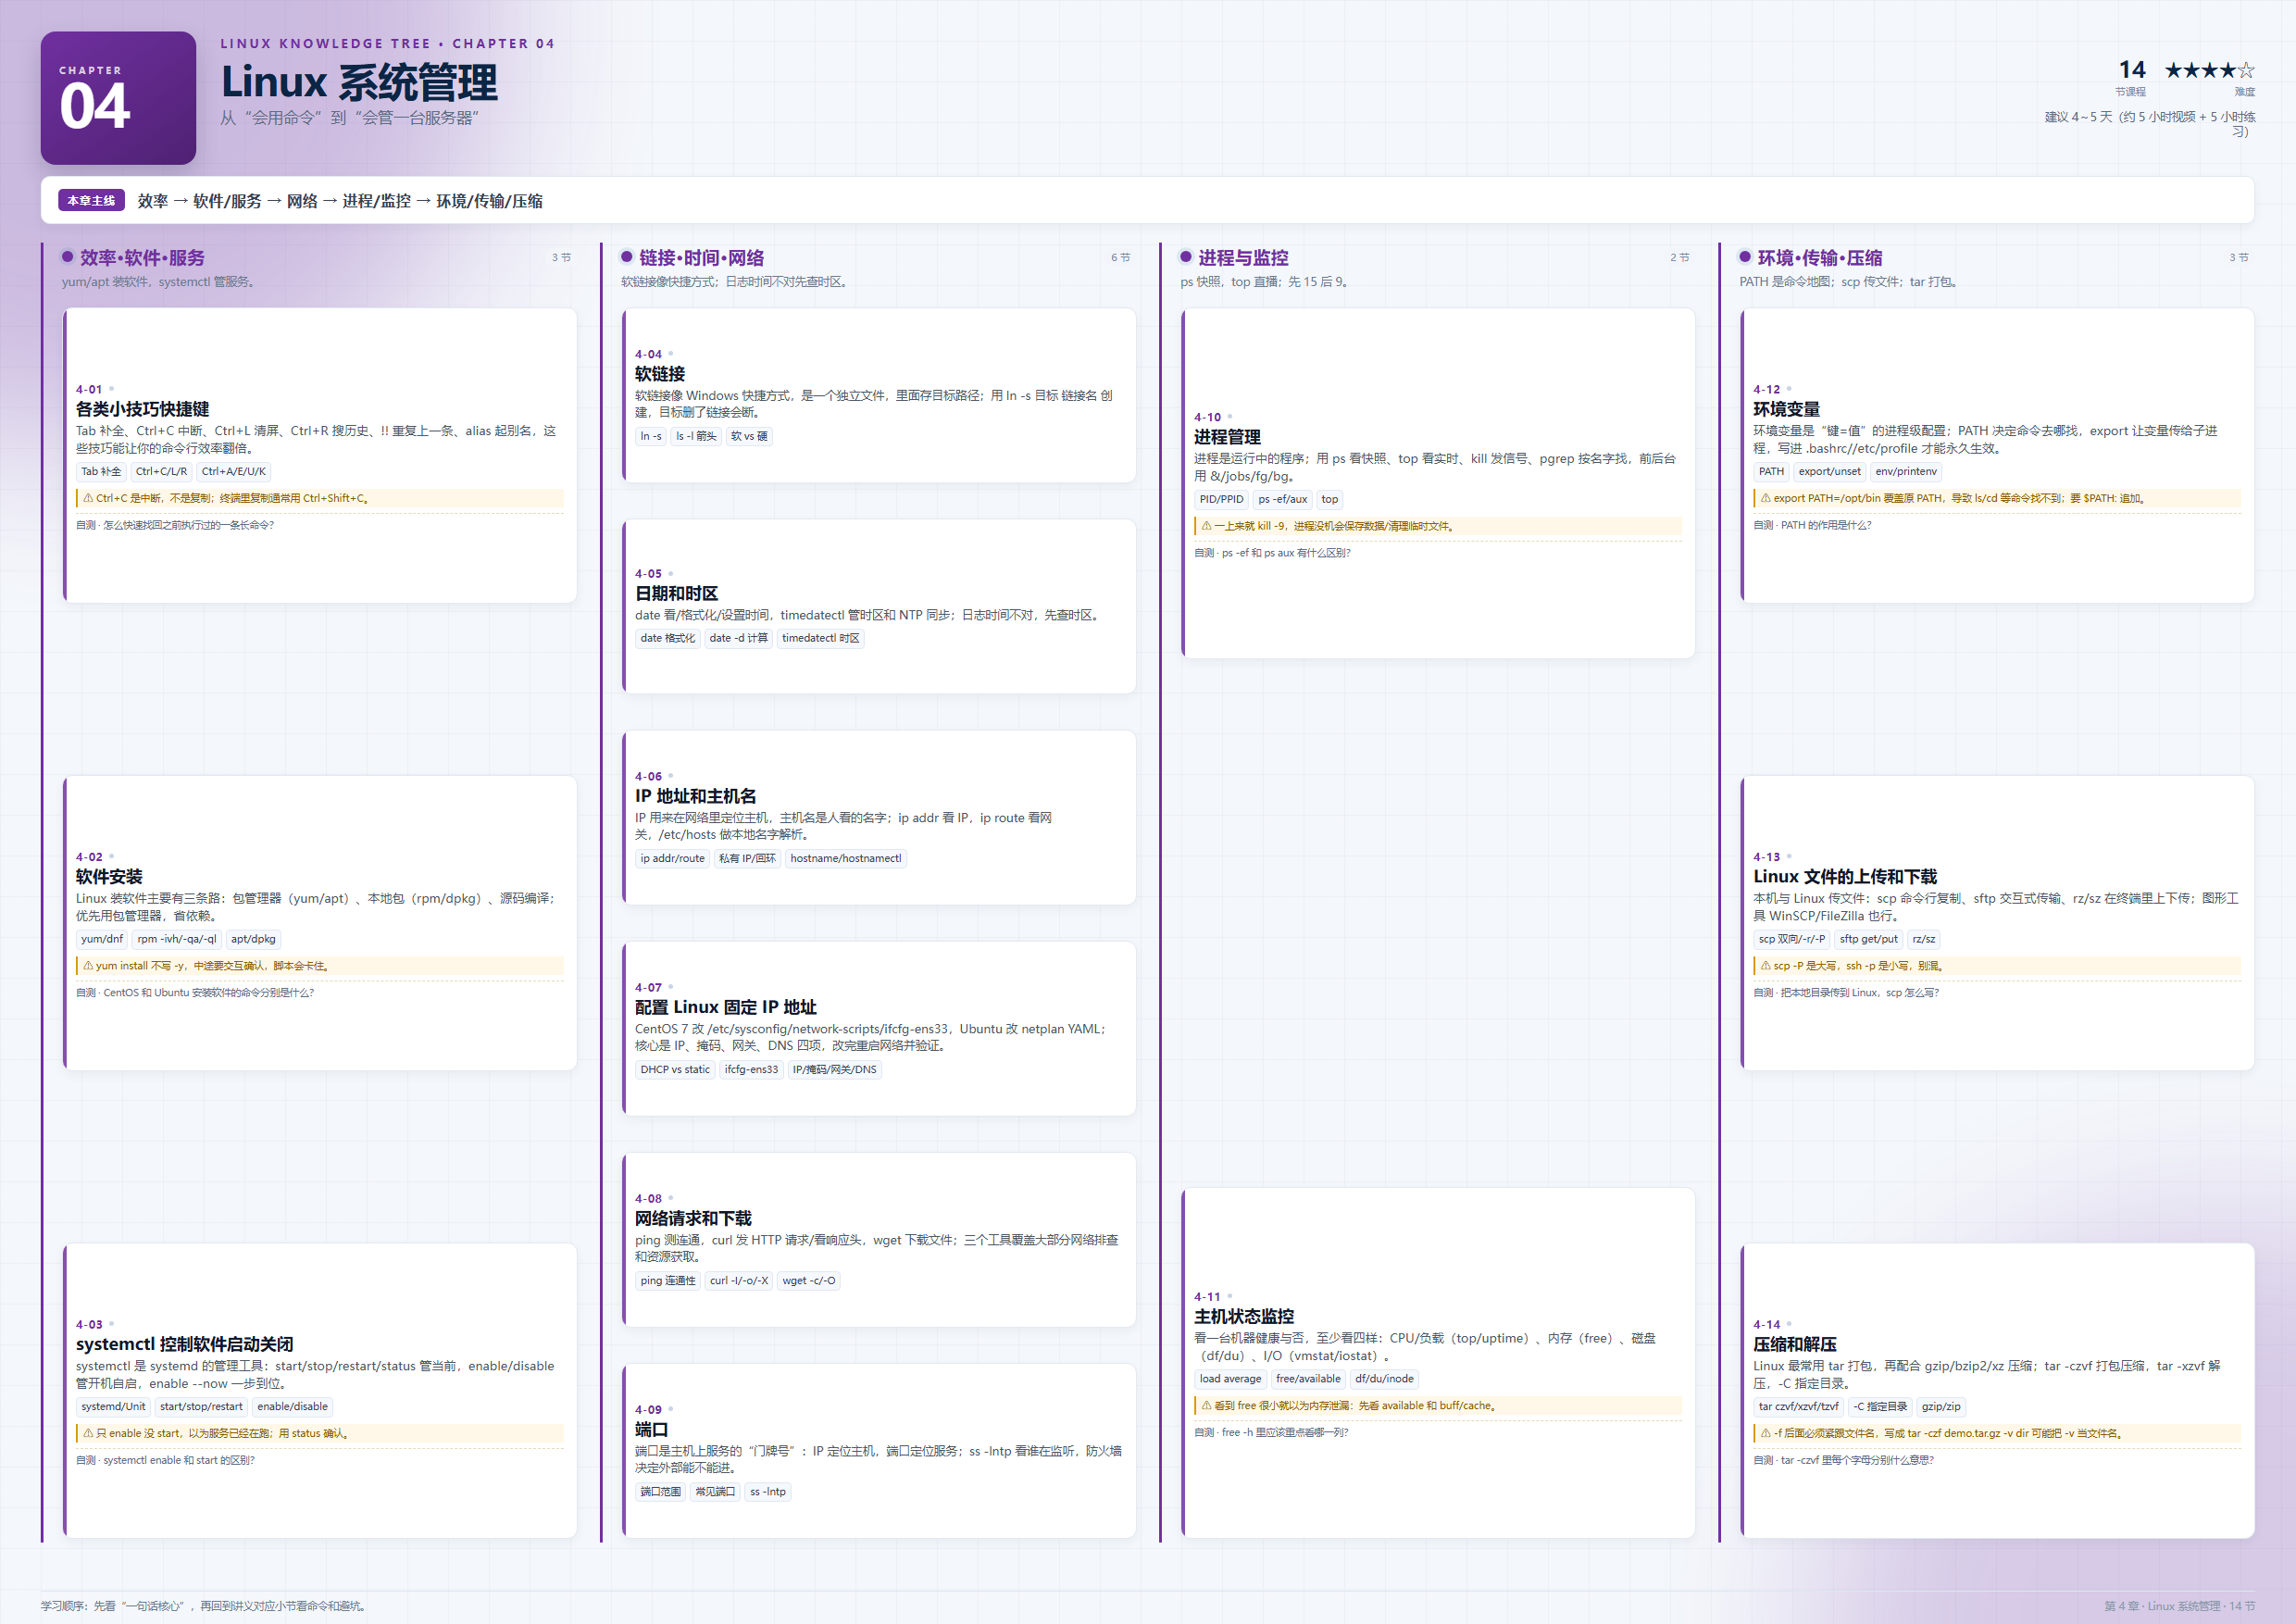 CHAPTER
04
LINUX KNOWLEDGE TREE • CHAPTER 04
Linux 系统管理
从“会用命令”到“会管一台服务器”
14
节课程
★★★★☆
难度
建议 4~5 天（约 5 小时视频 + 5 小时练
习）
本章主线 效率 → 软件/服务 → 网络 → 进程/监控 → 环境/传输/压缩
效率·软件·服务
3 节
yum/apt 装软件，systemctl 管服务。
4-01
各类小技巧快捷键
Tab 补全、Ctrl+C 中断、Ctrl+L 清屏、Ctrl+R 搜历史、!! 重复上一条、alias 起别名，这
些技巧能让你的命令行效率翻倍。
Tab 补全 Ctrl+C/L/R Ctrl+A/E/U/K
⚠ Ctrl+C 是中断，不是复制；终端里复制通常用 Ctrl+Shift+C。
自测 · 怎么快速找回之前执行过的一条长命令？
4-02
软件安装
Linux 装软件主要有三条路：包管理器（yum/apt）、本地包（rpm/dpkg）、源码编译；
优先用包管理器，省依赖。
yum/dnf rpm -ivh/-qa/-ql apt/dpkg
⚠ yum install 不写 -y，中途要交互确认，脚本会卡住。
自测 · CentOS 和 Ubuntu 安装软件的命令分别是什么？
4-03
systemctl 控制软件启动关闭
systemctl 是 systemd 的管理工具：start/stop/restart/status 管当前，enable/disable
管开机自启，enable --now 一步到位。
systemd/Unit start/stop/restart enable/disable
⚠ 只 enable 没 start，以为服务已经在跑；用 status 确认。
自测 · systemctl enable 和 start 的区别？
链接·时间·网络
6 节
软链接像快捷方式；日志时间不对先查时区。
4-04
软链接
软链接像 Windows 快捷方式，是一个独立文件，里面存目标路径；用 ln -s 目标 链接名 创
建，目标删了链接会断。
ln -s ls -l 箭头 软 vs 硬
4-05
日期和时区
date 看/格式化/设置时间，timedatectl 管时区和 NTP 同步；日志时间不对，先查时区。
date 格式化 date -d 计算 timedatectl 时区
4-06
IP 地址和主机名
IP 用来在网络里定位主机，主机名是人看的名字；ip addr 看 IP，ip route 看网
关，/etc/hosts 做本地名字解析。
ip addr/route 私有 IP/回环 hostname/hostnamectl
4-07
配置 Linux 固定 IP 地址
CentOS 7 改 /etc/sysconfig/network-scripts/ifcfg-ens33，Ubuntu 改 netplan YAML；
核心是 IP、掩码、网关、DNS 四项，改完重启网络并验证。
DHCP vs static ifcfg-ens33 IP/掩码/网关/DNS
4-08
网络请求和下载
ping 测连通，curl 发 HTTP 请求/看响应头，wget 下载文件；三个工具覆盖大部分网络排查
和资源获取。
ping 连通性 curl -I/-o/-X wget -c/-O
4-09
端口
端口是主机上服务的“门牌号”：IP 定位主机，端口定位服务；ss -lntp 看谁在监听，防火墙
决定外部能不能进。
端口范围 常见端口 ss -lntp
进程与监控
2 节
ps 快照，top 直播；先 15 后 9。
4-10
进程管理
进程是运行中的程序；用 ps 看快照、top 看实时、kill 发信号、pgrep 按名字找，前后台
用 &/jobs/fg/bg。
PID/PPID ps -ef/aux top
⚠ 一上来就 kill -9，进程没机会保存数据/清理临时文件。
自测 · ps -ef 和 ps aux 有什么区别？
4-11
主机状态监控
看一台机器健康与否，至少看四样：CPU/负载（top/uptime）、内存（free）、磁盘
（df/du）、I/O（vmstat/iostat）。
load average free/available df/du/inode
⚠ 看到 free 很小就以为内存泄漏：先看 available 和 buff/cache。
自测 · free -h 里应该重点看哪一列？
环境·传输·压缩
3 节
PATH 是命令地图；scp 传文件；tar 打包。
4-12
环境变量
环境变量是“键=值”的进程级配置；PATH 决定命令去哪找，export 让变量传给子进
程，写进 .bashrc//etc/profile 才能永久生效。
PATH export/unset env/printenv
⚠ export PATH=/opt/bin 覆盖原 PATH，导致 ls/cd 等命令找不到；要 $PATH: 追加。
自测 · PATH 的作用是什么？
4-13
Linux 文件的上传和下载
本机与 Linux 传文件：scp 命令行复制、sftp 交互式传输、rz/sz 在终端里上下传；图形工
具 WinSCP/FileZilla 也行。
scp 双向/-r/-P sftp get/put rz/sz
⚠ scp -P 是大写，ssh -p 是小写，别混。
自测 · 把本地目录传到 Linux，scp 怎么写？
4-14
压缩和解压
Linux 最常用 tar 打包，再配合 gzip/bzip2/xz 压缩；tar -czvf 打包压缩，tar -xzvf 解
压，-C 指定目录。
tar czvf/xzvf/tzvf -C 指定目录 gzip/zip
⚠ -f 后面必须紧跟文件名，写成 tar -czf demo.tar.gz -v dir 可能把 -v 当文件名。
自测 · tar -czvf 里每个字母分别什么意思？
学习顺序：先看“一句话核心”，再回到讲义对应小节看命令和避坑。
第 4 章 · Linux 系统管理 · 14 节